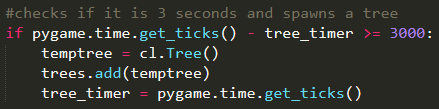 #checks if it is 3 seconds and spawns a tree
if pygame.time.get_ticks() - tree_timer >= 3000:
    temptree = cl.Tree()
    trees.add(temptree)
    tree_timer = pygame.time.get_ticks()